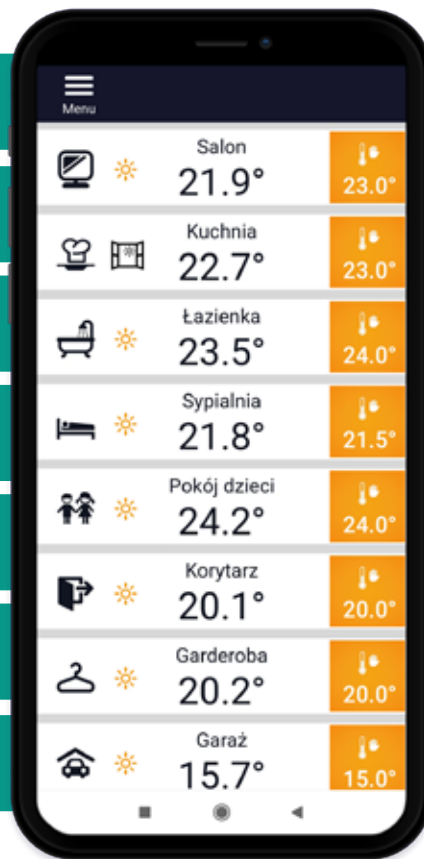 Menu
Salon
21.9°
23.0°
Kuchnia
22.7°
23.0°
Łazienka
23.5°
24.0°
Sypialnia
21.8°
21.5°
Pokój dzieci
24.2°
24.0°
Korytarz
20.1°
20.0°
Garderoba
20.2°
20.0°
Garaż
15.7°
15.0°